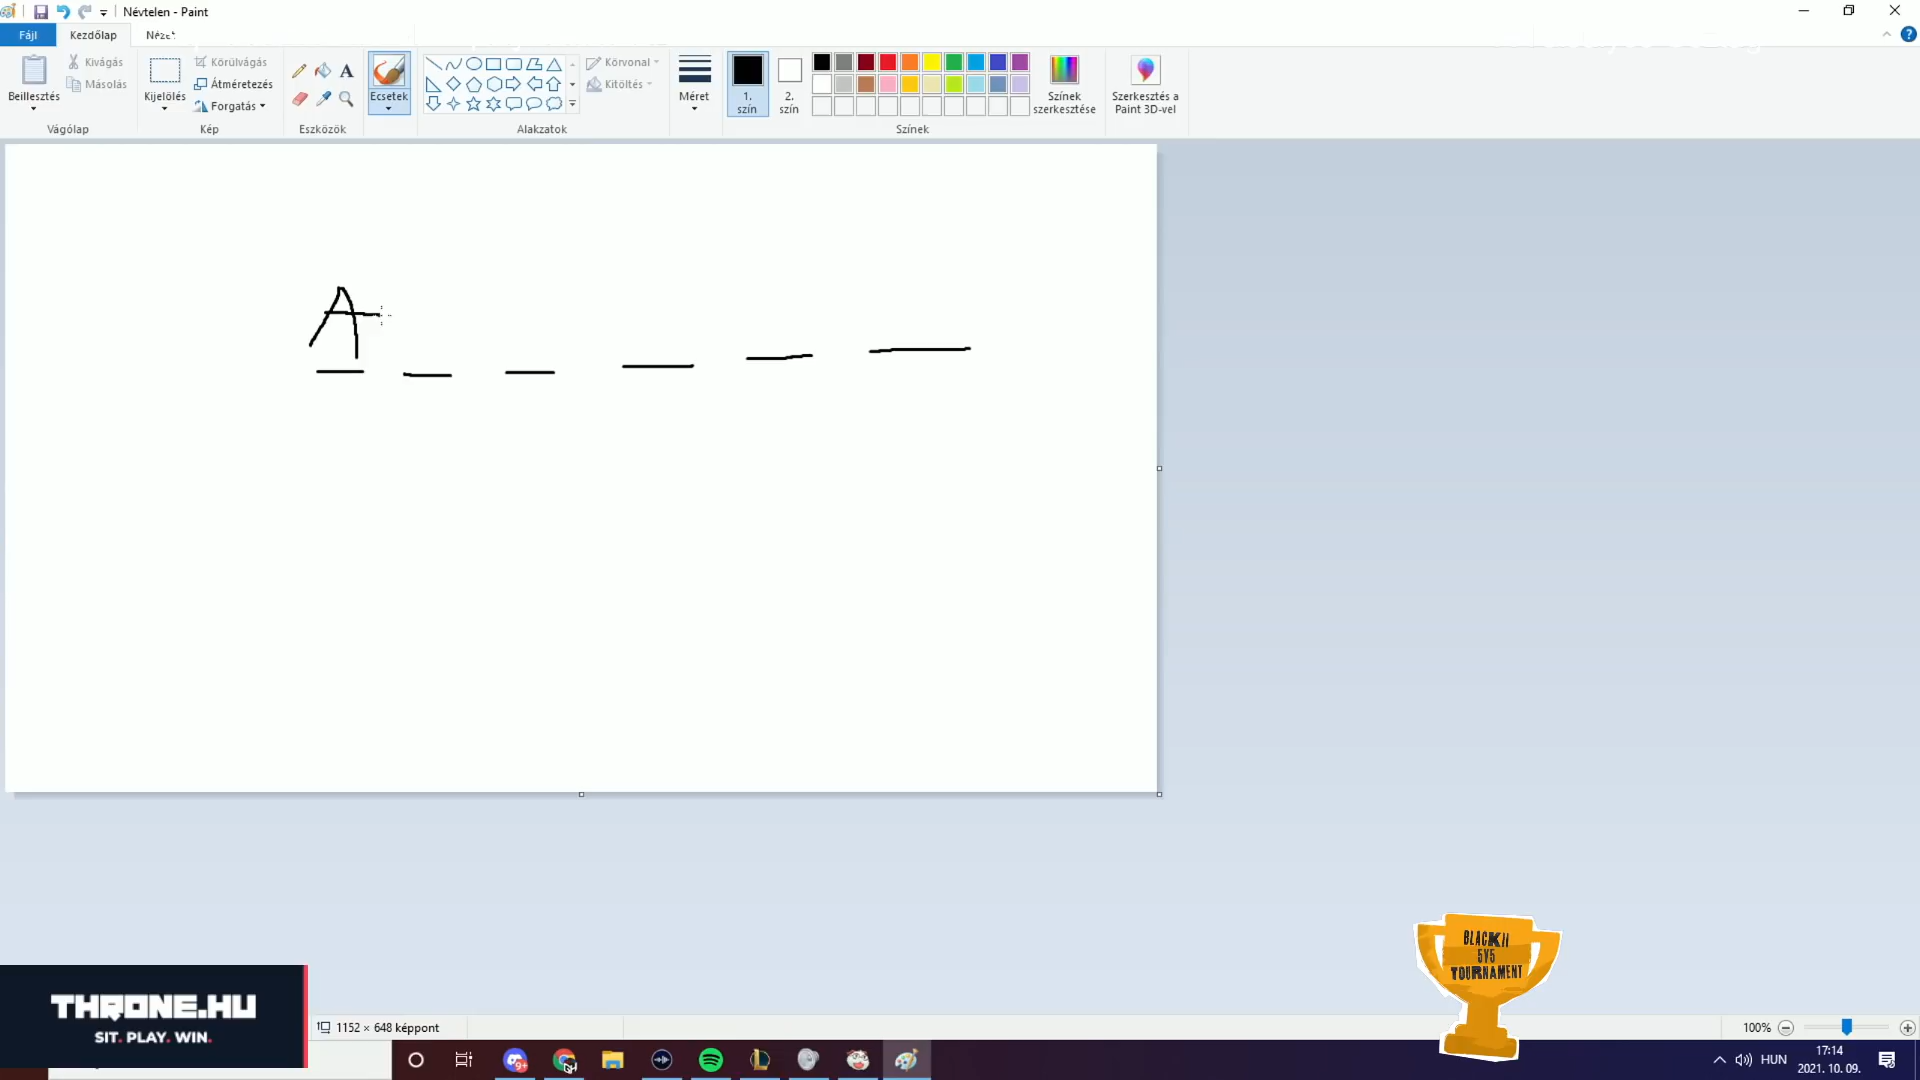 Névtelen - Paint
Fájl Kezdőlap Nézet
Beillesztés
Kivágás
Másolás
Vágólap
Kijelölés
Körülvágás
Átméretezés
Forgatás
Kép
A
Eszközök
Ecsetek
Körvonal
Kitöltés
Alakzatok
Méret
1.
szín
2.
szín
Színek
szerkesztése
Színek
Szerkesztés a
Paint 3D-vel
A
BLACKII
5V5
TOURNAMENT
THRONE.HU
SIT. PLAY. WIN.
1152 × 648 képpont
100%
9+
HUN
17:14
2021. 10. 09.